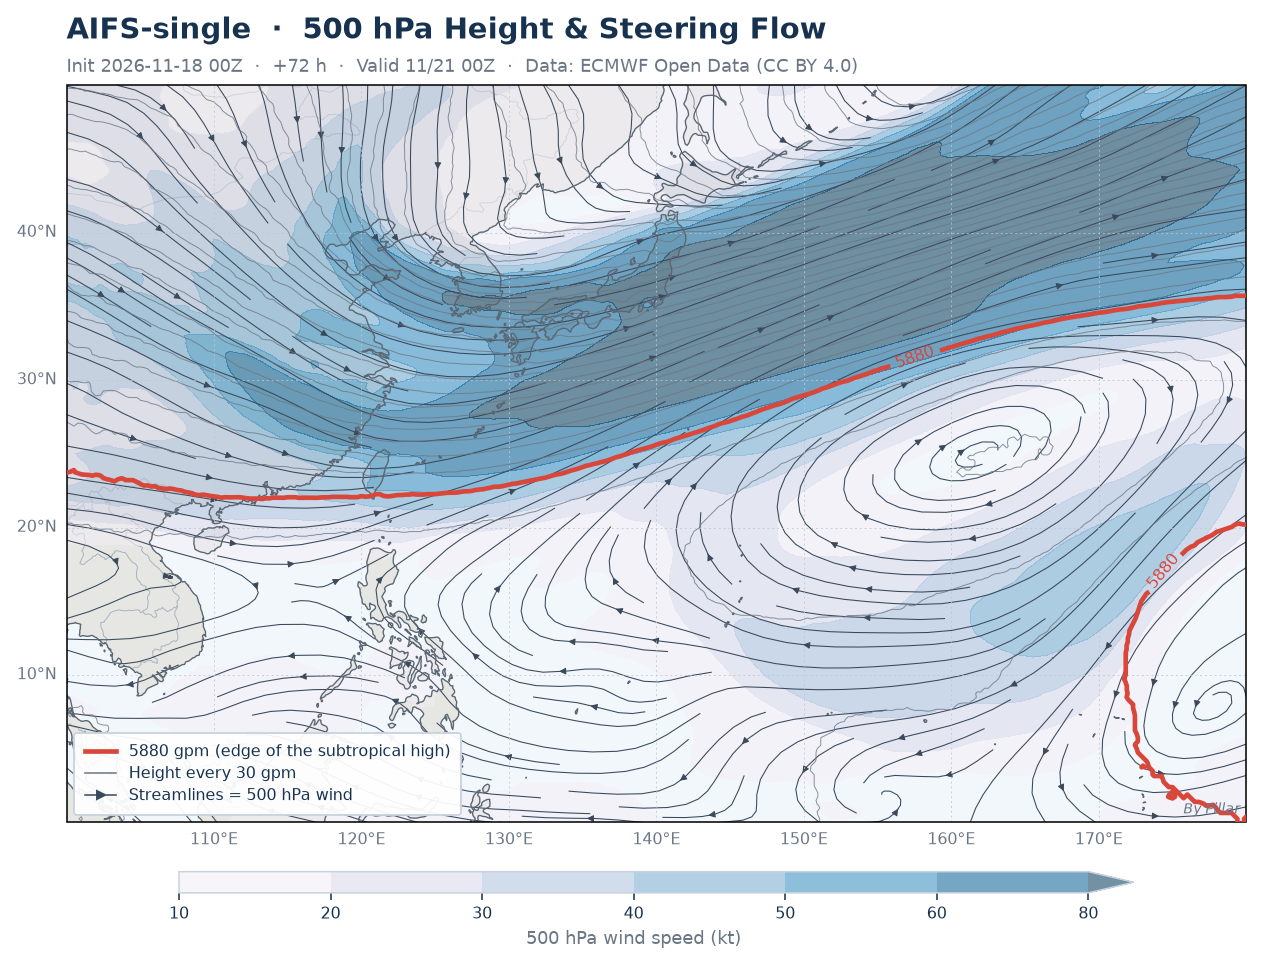 AIFS-single · 500 hPa Height & Steering Flow
Init 2026-11-18 00Z · +72 h · Valid 11/21 00Z · Data: ECMWF Open Data (CC BY 4.0)
40°N
30°N
20°N
10°N
5880
5880
5880 gpm (edge of the subtropical high)
Height every 30 gpm
Streamlines = 500 hPa wind
By Pillar
110°E 120°E 130°E 140°E 150°E 160°E 170°E
10 20 30 40 50 60 80
500 hPa wind speed (kt)